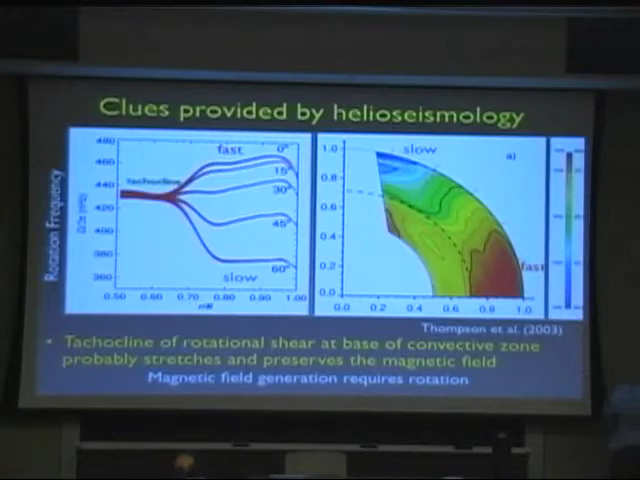 Clues provided by helioseismology
Rotation Frequency
480
460
440
420
400
380
360
tachocline
fast
0°
15°
30°
45°
60°
slow
0.50 0.60 0.70 0.80 0.90 1.00
r/R
1.0
0.8
0.6
0.4
0.2
0.0
slow
a)
fast
0.0 0.2 0.4 0.6 0.8 1.0
Thompson et al. (2003)
• Tachocline of rotational shear at base of convective zone
probably stretches and preserves the magnetic field
Magnetic field generation requires rotation